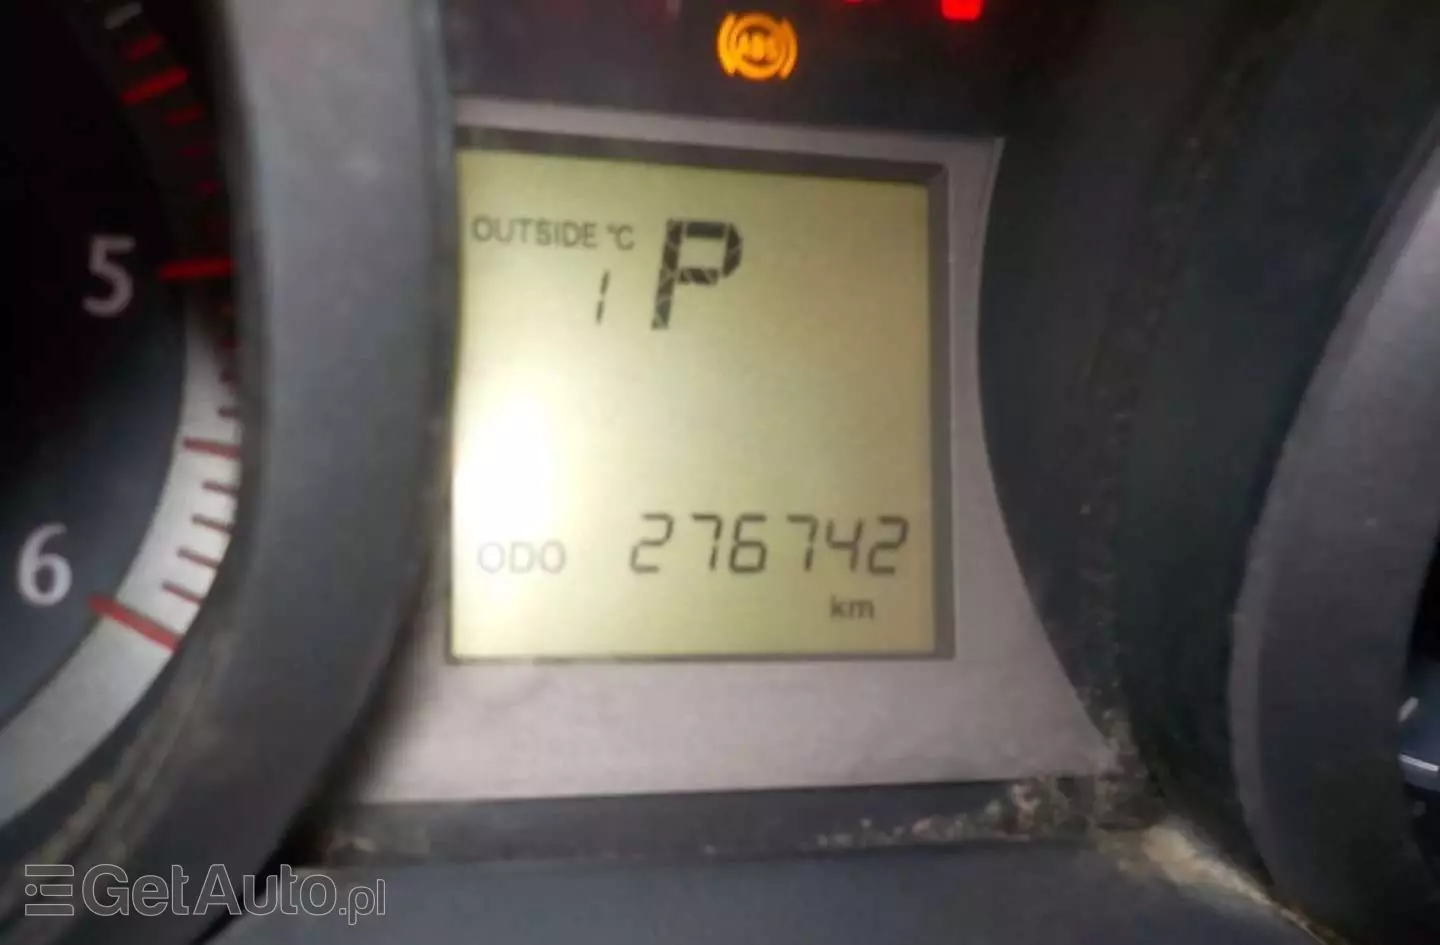 ABS
OUTSIDE °C P
1
5
ODO 276742
km
6
GetAuto.pl